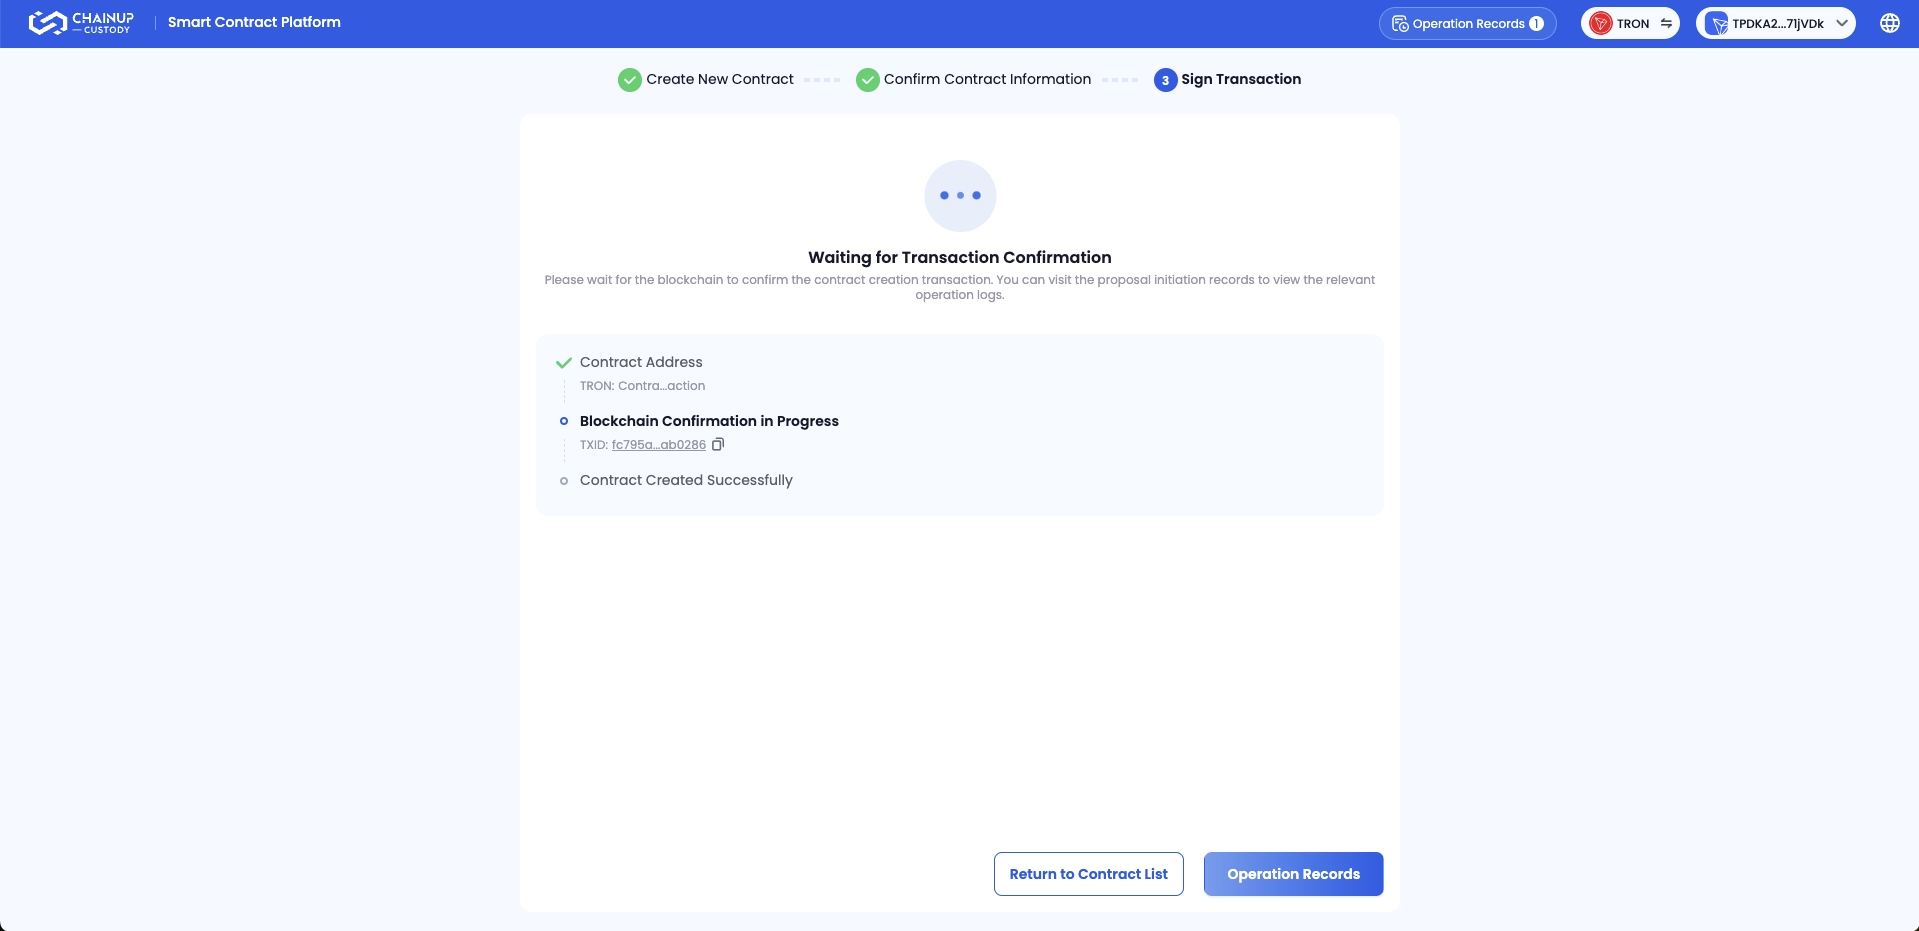 CHAINUP
CUSTODY
Smart Contract Platform
Operation Records 1
TRON
TPDKA2...71jVDk
Create New Contract
Confirm Contract Information
3 Sign Transaction
Waiting for Transaction Confirmation
Please wait for the blockchain to confirm the contract creation transaction. You can visit the proposal initiation records to view the relevant
operation logs.
Contract Address
TRON: Contra...action
Blockchain Confirmation in Progress
TXID: fc795a...ab0286
Contract Created Successfully
Return to Contract List
Operation Records